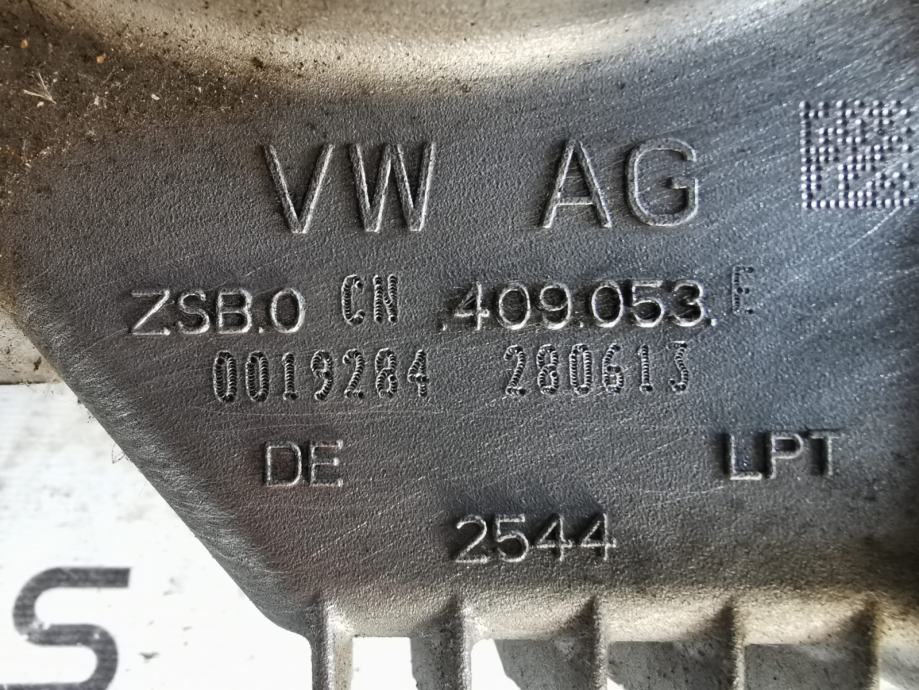 VW AG
ZSB.0 CN .409.053. E
0019284 280613
DE LPT
2544
S